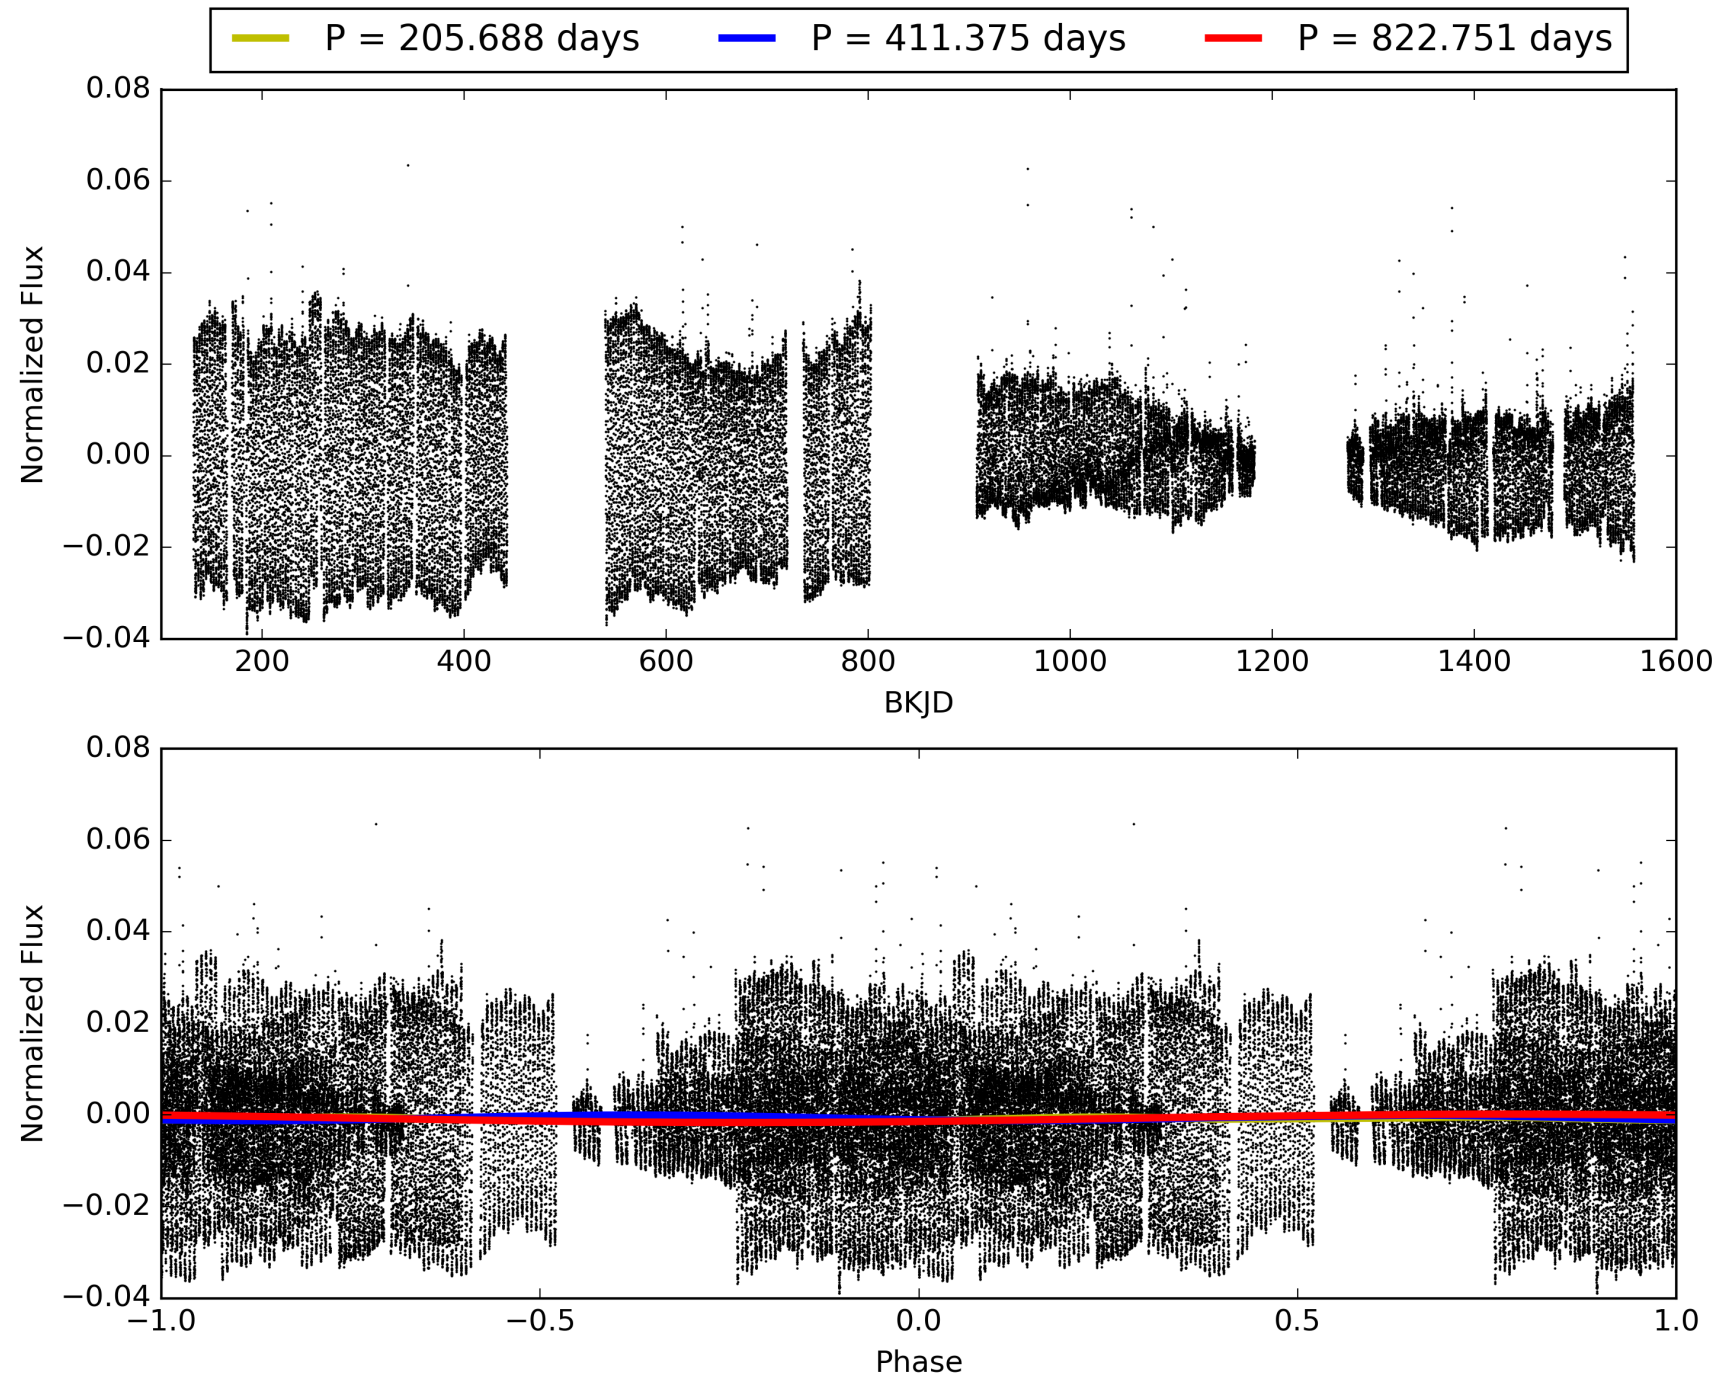 P = 205.688 days P = 411.375 days P = 822.751 days
0.08
0.06
0.04
0.02
0.00
−0.02
−0.04
Normalized Flux
200 400 600 800 1000 1200 1400 1600
BKJD
0.08
0.06
0.04
0.02
0.00
−0.02
−0.04
Normalized Flux
−1.0 −0.5 0.0 0.5 1.0
Phase